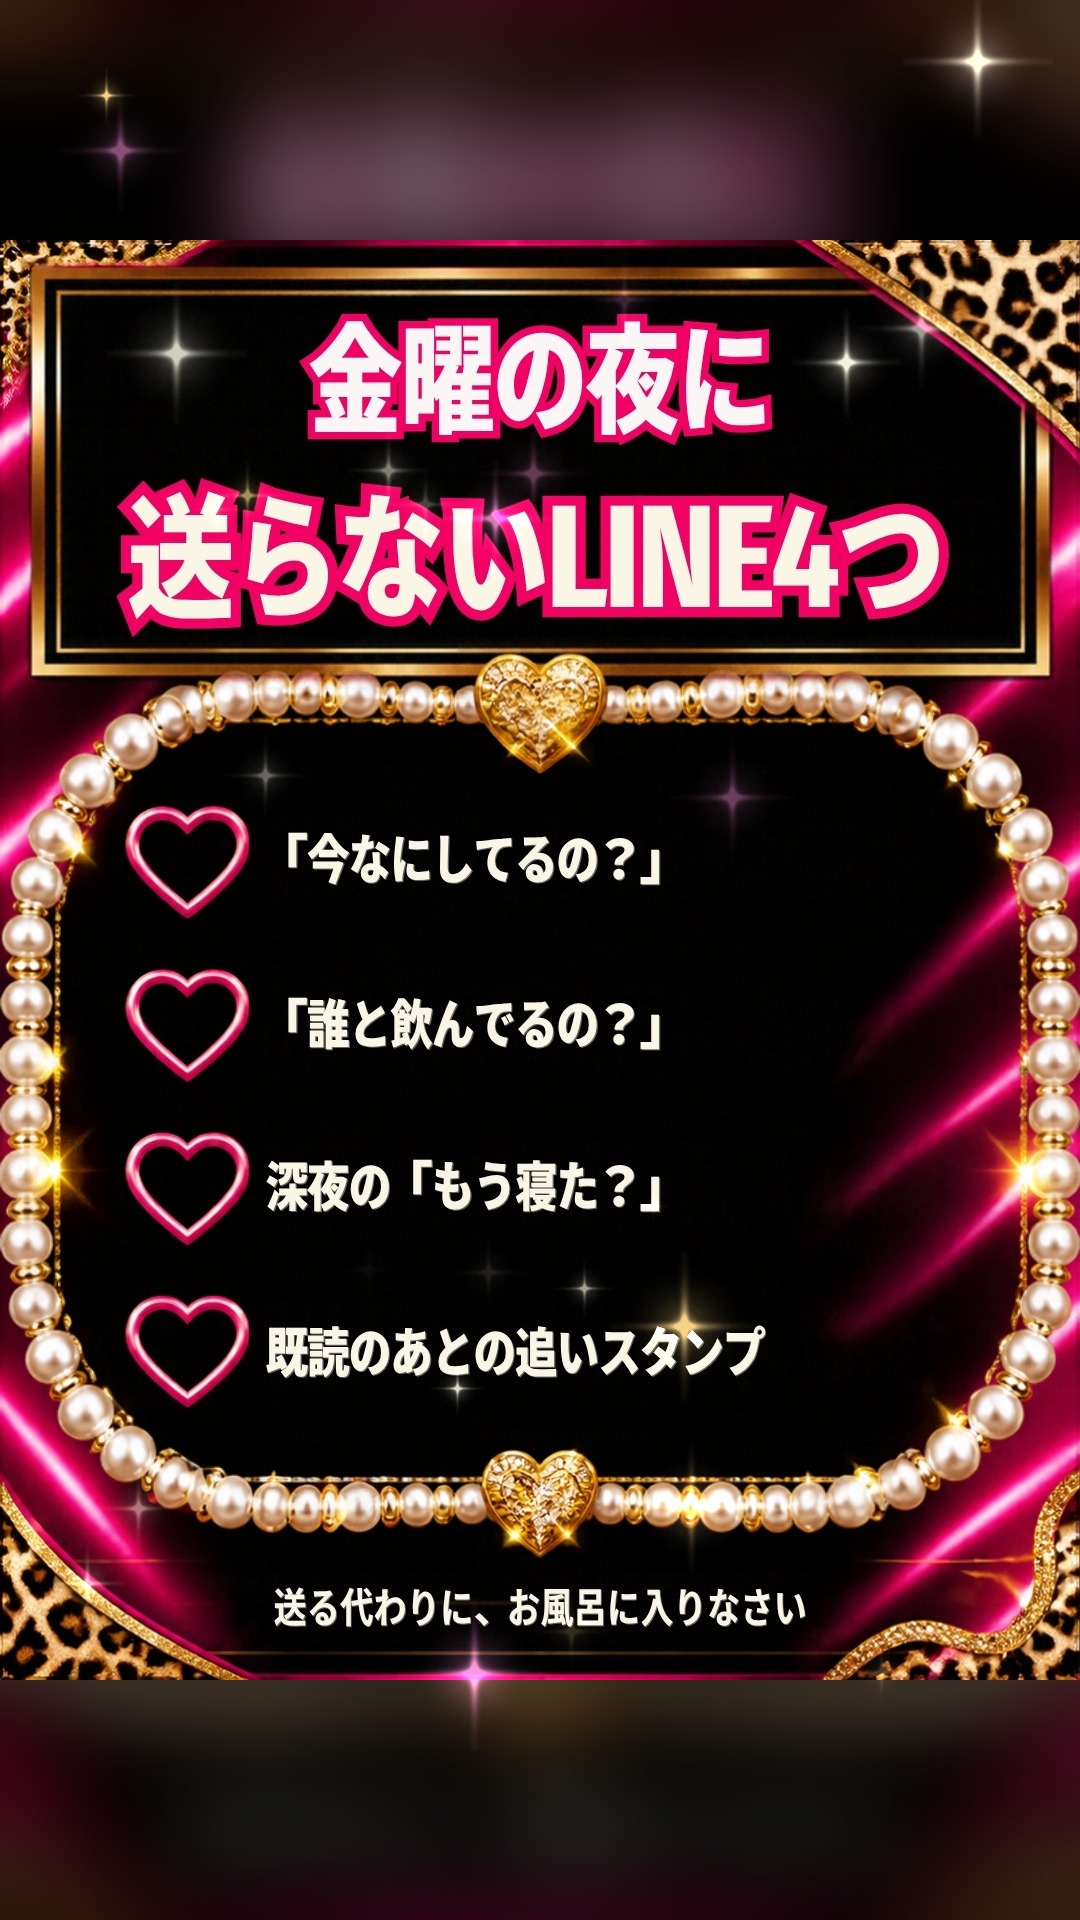 金曜の夜に
送らないLINE4つ
「今なにしてるの？」
「誰と飲んでるの？」
深夜の「もう寝た？」
既読のあとの追いスタンプ
送る代わりに、お風呂に入りなさい